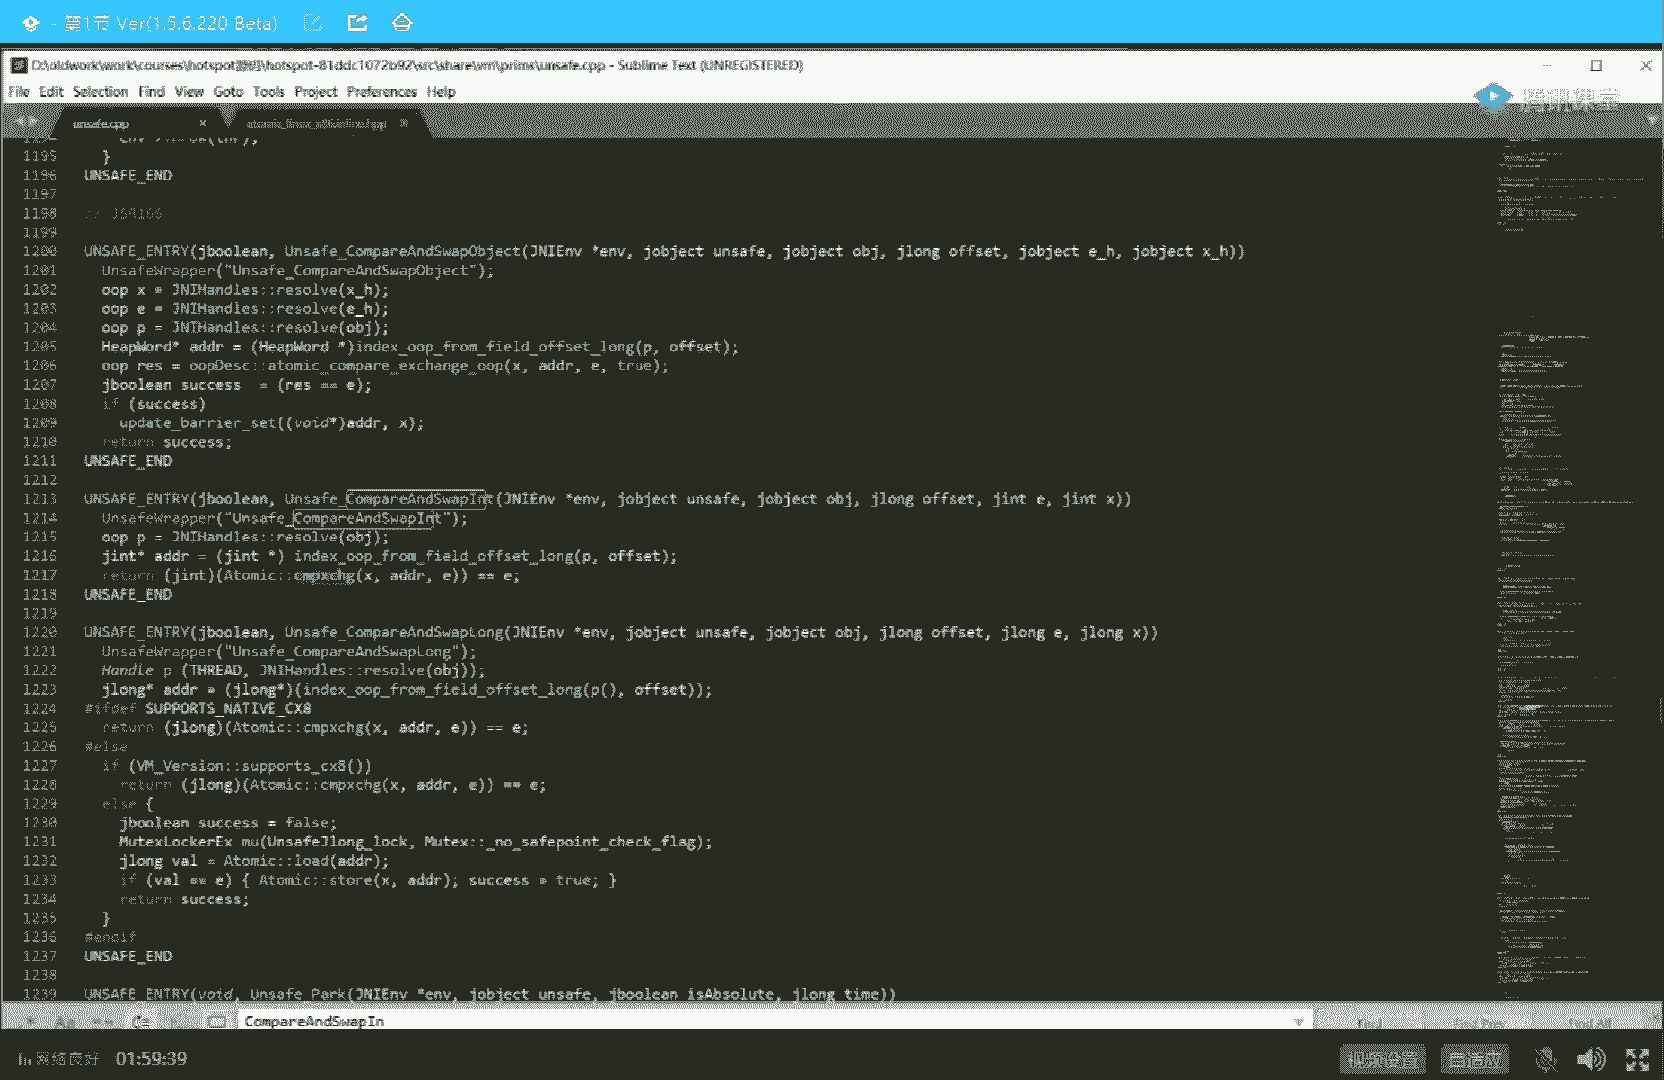 - 第1节 Ver(1.5.6.220 Beta)
D:\oldwork\work\courses\hotspot源码\hotspot-81ddc1072b92\src\share\vm\prims\unsafe.cpp - Sublime Text (UNREGISTERED)
File Edit Selection Find View Goto Tools Project Preferences Help
腾讯课堂
unsafe.cpp
1195 }
1196 UNSAFE_END
1197
1198 // JSR166
1199
1200 UNSAFE_ENTRY(jboolean, Unsafe_CompareAndSwapObject(JNIEnv *env, jobject unsafe, jobject obj, jlong offset, jobject e_h, jobject x_h))
1201 UnsafeWrapper("Unsafe_CompareAndSwapObject");
1202 oop x = JNIHandles::resolve(x_h);
1203 oop e = JNIHandles::resolve(e_h);
1204 oop p = JNIHandles::resolve(obj);
1205 HeapWord* addr = (HeapWord *)index_oop_from_field_offset_long(p, offset);
1206 oop res = oopDesc::atomic_compare_exchange_oop(x, addr, e, true);
1207 jboolean success = (res == e);
1208 if (success)
1209 update_barrier_set((void*)addr, x);
1210 return success;
1211 UNSAFE_END
1212
1213 UNSAFE_ENTRY(jboolean, Unsafe_CompareAndSwapInt(JNIEnv *env, jobject unsafe, jobject obj, jlong offset, jint e, jint x))
1214 UnsafeWrapper("Unsafe_CompareAndSwapInt");
1215 oop p = JNIHandles::resolve(obj);
1216 jint* addr = (jint *) index_oop_from_field_offset_long(p, offset);
1217 return (jint)(Atomic::cmpxchg(x, addr, e)) == e;
1218 UNSAFE_END
1219
1220 UNSAFE_ENTRY(jboolean, Unsafe_CompareAndSwapLong(JNIEnv *env, jobject unsafe, jobject obj, jlong offset, jlong e, jlong x))
1221 UnsafeWrapper("Unsafe_CompareAndSwapLong");
1222 Handle p (THREAD, JNIHandles::resolve(obj));
1223 jlong* addr = (jlong*)(index_oop_from_field_offset_long(p(), offset));
1224 #ifdef SUPPORTS_NATIVE_CX8
1225 return (jlong)(Atomic::cmpxchg(x, addr, e)) == e;
1226 #else
1227 if (VM_Version::supports_cx8())
1228 return (jlong)(Atomic::cmpxchg(x, addr, e)) == e;
1229 else {
1230 jboolean success = false;
1231 MutexLockerEx mu(UnsafeJlong_lock, Mutex::_no_safepoint_check_flag);
1232 jlong val = Atomic::load(addr);
1233 if (val == e) { Atomic::store(x, addr); success = true; }
1234 return success;
1235 }
1236 #endif
1237 UNSAFE_END
1238
1239 UNSAFE_ENTRY(void, Unsafe_Park(JNIEnv *env, jobject unsafe, jboolean isAbsolute, jlong time))
CompareAndSwapIn
网络良好 01:59:39 视频设置 自适应